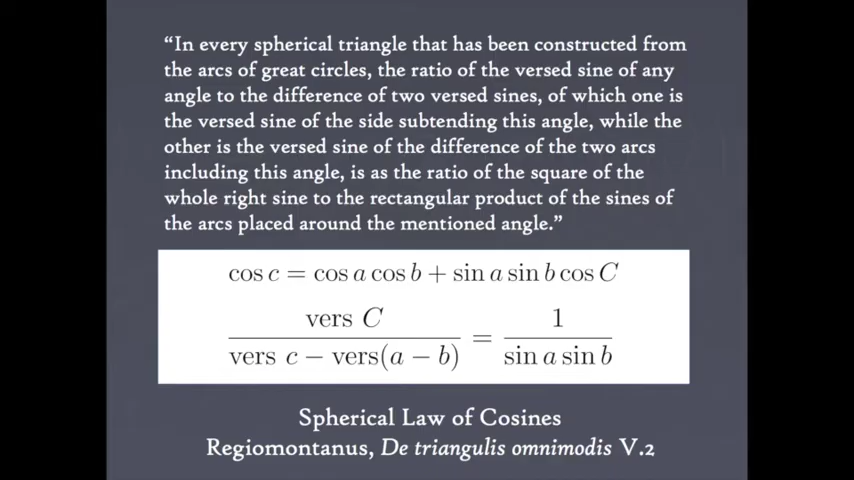 “In every spherical triangle that has been constructed from
the arcs of great circles, the ratio of the versed sine of any
angle to the difference of two versed sines, of which one is
the versed sine of the side subtending this angle, while the
other is the versed sine of the difference of the two arcs
including this angle, is as the ratio of the square of the
whole right sine to the rectangular product of the sines of
the arcs placed around the mentioned angle.”
cos c = cos a cos b + sin a sin b cos C
vers C / (vers c − vers(a − b)) = 1 / (sin a sin b)
Spherical Law of Cosines
Regiomontanus, De triangulis omnimodis V.2